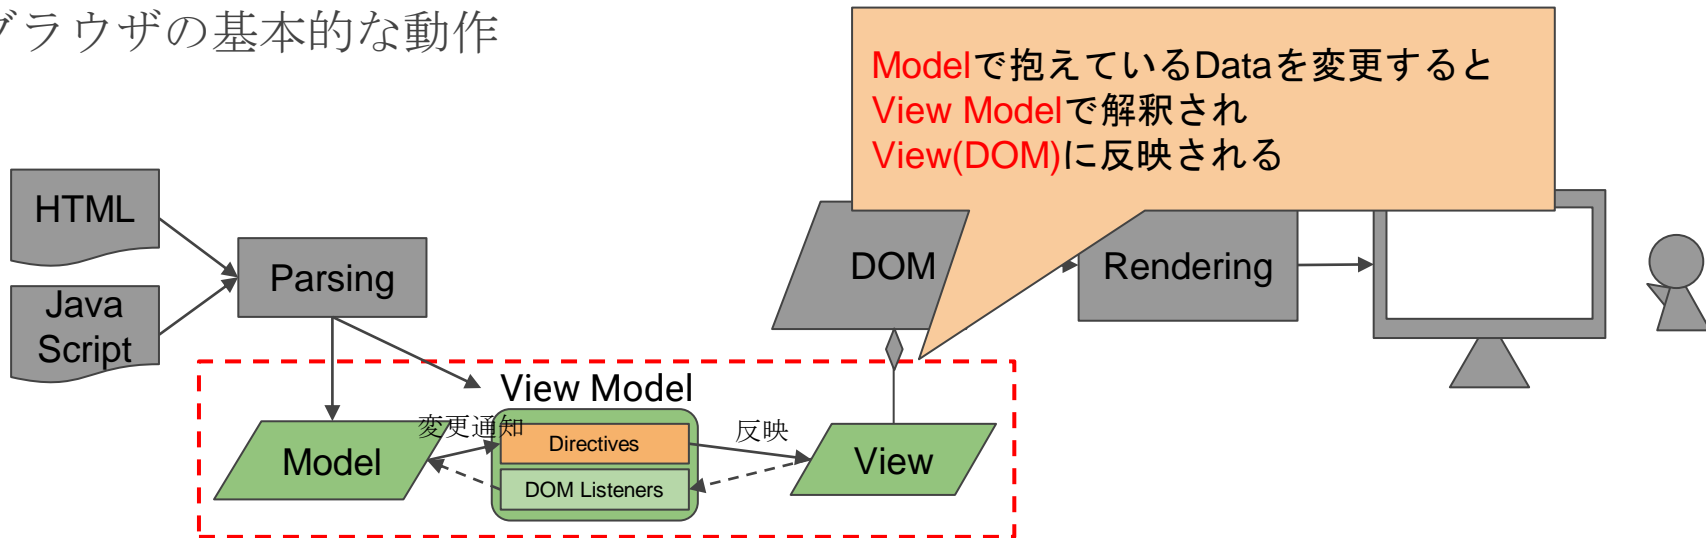 ブラウザの基本的な動作
Modelで抱えているDataを変更すると
View Modelで解釈され
View(DOM)に反映される
HTML
Java
Script
Parsing
DOM
Rendering
View Model
変更通知
Directives
反映
Model
DOM Listeners
View